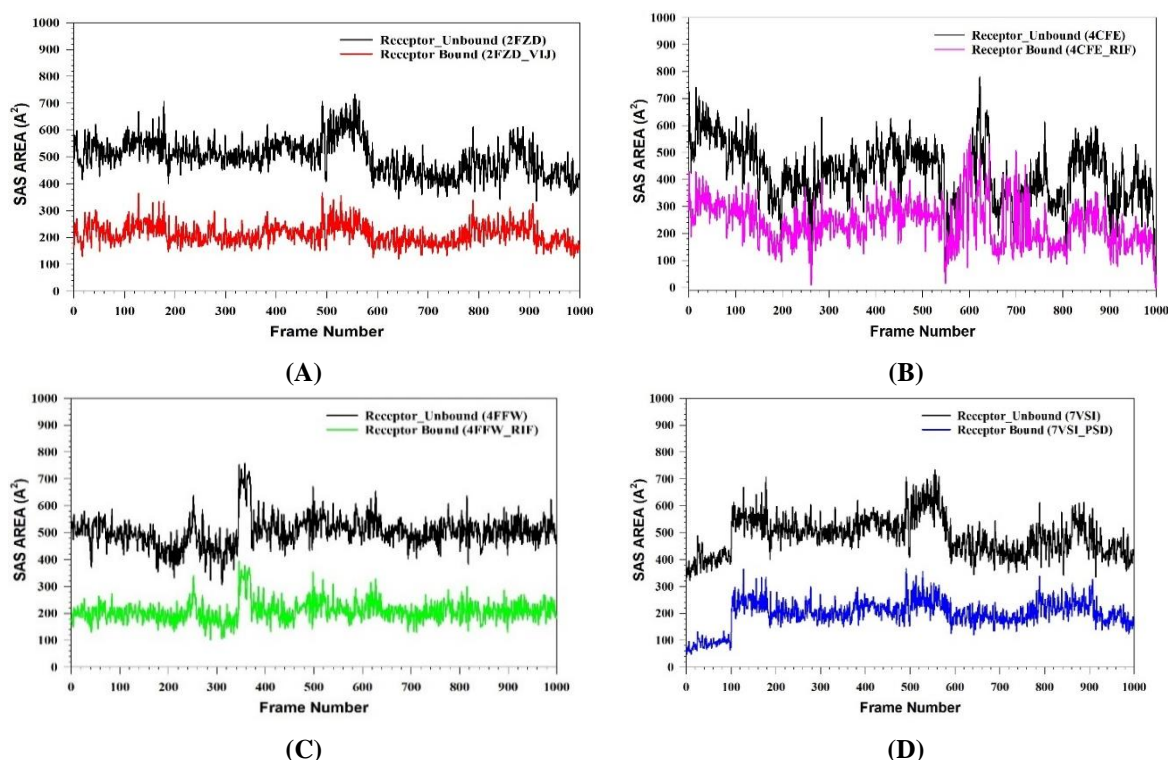 1000
900
800
700
600
500
400
300
200
100
0
SAS AREA (A²)
Receptor_Unbound (2FZD)
Receptor Bound (2FZD_VIJ)
0 100 200 300 400 500 600 700 800 900 1000
Frame Number
(A)
1000
900
800
700
600
500
400
300
200
100
0
SAS AREA (A²)
Receptor_Unbound (4CFE)
Receptor Bound (4CFE_RIF)
0 100 200 300 400 500 600 700 800 900 1000
Frame Number
(B)
1000
900
800
700
600
500
400
300
200
100
0
SAS AREA (A²)
Receptor_Unbound (4FFW)
Receptor Bound (4FFW_RIF)
0 100 200 300 400 500 600 700 800 900 1000
Frame Number
(C)
1000
900
800
700
600
500
400
300
200
100
0
SAS AREA (A²)
Receptor_Unbound (7VSI)
Receptor Bound (7VSI_PSD)
0 100 200 300 400 500 600 700 800 900 1000
Frame Number
(D)